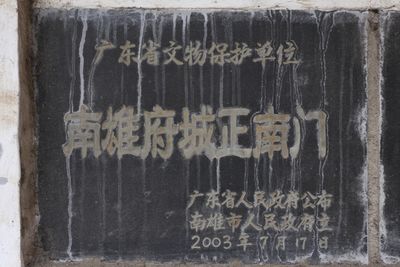 广东省文物保护单位
南雄府城正南门
广东省人民政府公布
南雄市人民政府立
2003年7月17日